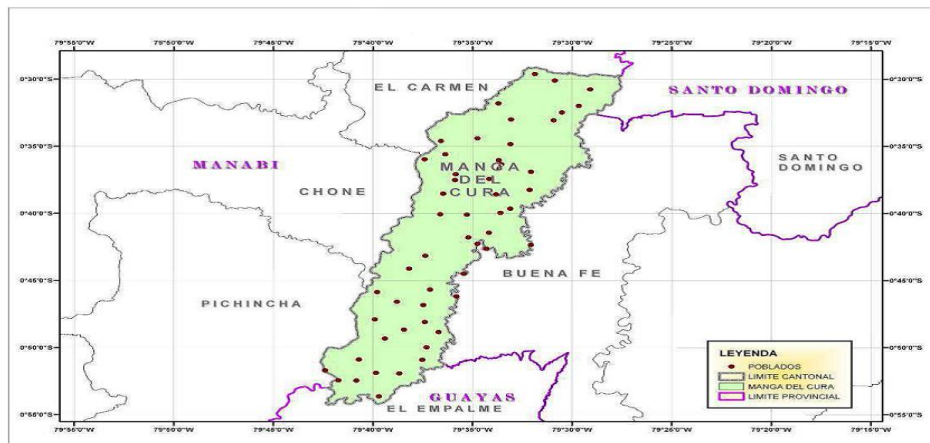 79°55'0"W 79°50'0"W 79°45'0"W 79°40'0"W 79°35'0"W 79°30'0"W 79°25'0"W 79°20'0"W 79°15'0"W
0°30'0"S 0°30'0"S
EL CARMEN
SANTO DOMINGO
0°35'0"S 0°35'0"S
MANABI
SANTO
DOMINGO
MANGA
DEL
CURA
CHONE
0°40'0"S 0°40'0"S
BUENA FE
0°45'0"S 0°45'0"S
PICHINCHA
0°50'0"S 0°50'0"S
LEYENDA
POBLADOS
LIMITE CANTONAL
MANGA DEL CURA
LIMITE PROVINCIAL
GUAYAS
EL EMPALME
0°55'0"S 0°55'0"S
79°55'0"W 79°50'0"W 79°45'0"W 79°40'0"W 79°35'0"W 79°30'0"W 79°25'0"W 79°20'0"W 79°15'0"W